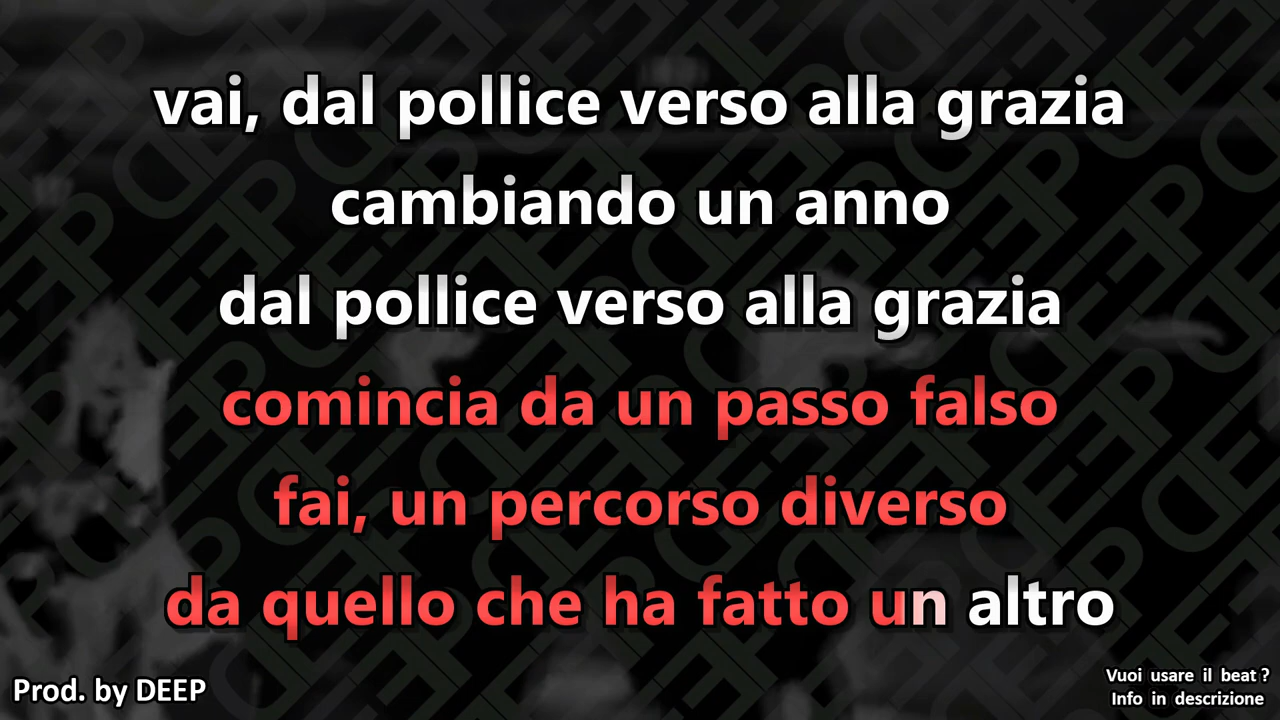 vai, dal pollice verso alla grazia
cambiando un anno
dal pollice verso alla grazia
comincia da un passo falso
fai, un percorso diverso
da quello che ha fatto un altro
Prod. by DEEP
Vuoi usare il beat ?
Info in descrizione